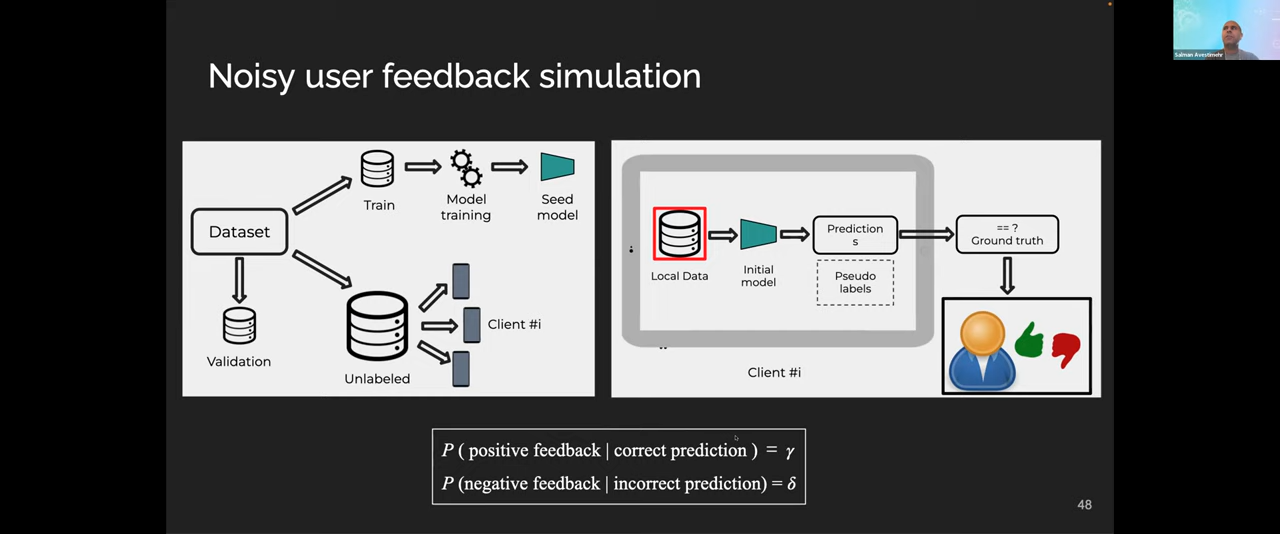 Noisy user feedback simulation
Salman Avestimehr
Dataset
Train
Model
training
Seed
model
Validation
Unlabeled
Client #i
Local Data
Initial
model
Prediction
s
Pseudo
labels
== ?
Ground truth
Client #i
P ( positive feedback | correct prediction ) = γ
P (negative feedback | incorrect prediction) = δ
48